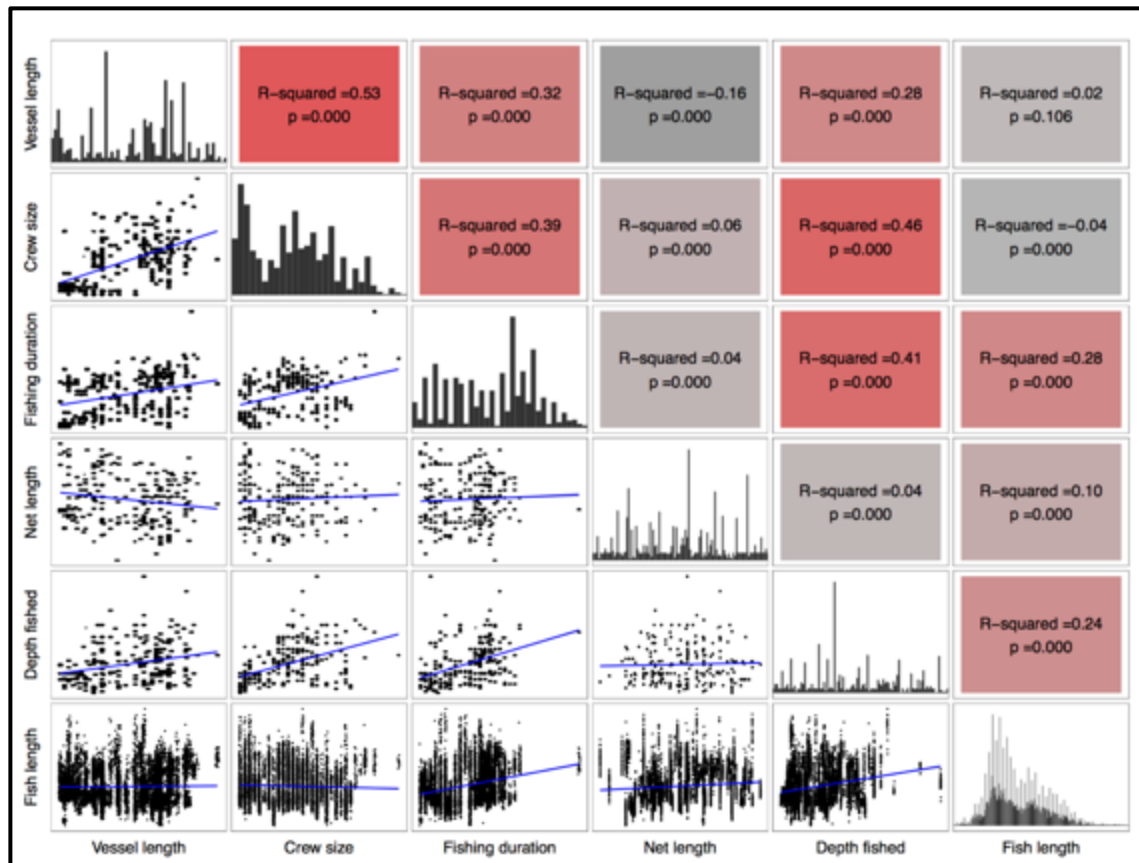 Vessel length
R−squared =0.53
p =0.000
R−squared =0.32
p =0.000
R−squared =−0.16
p =0.000
R−squared =0.28
p =0.000
R−squared =0.02
p =0.106
Crew size
R−squared =0.39
p =0.000
R−squared =0.06
p =0.000
R−squared =0.46
p =0.000
R−squared =−0.04
p =0.000
Fishing duration
R−squared =0.04
p =0.000
R−squared =0.41
p =0.000
R−squared =0.28
p =0.000
Net length
R−squared =0.04
p =0.000
R−squared =0.10
p =0.000
Depth fished
R−squared =0.24
p =0.000
Fish length
Vessel length
Crew size
Fishing duration
Net length
Depth fished
Fish length